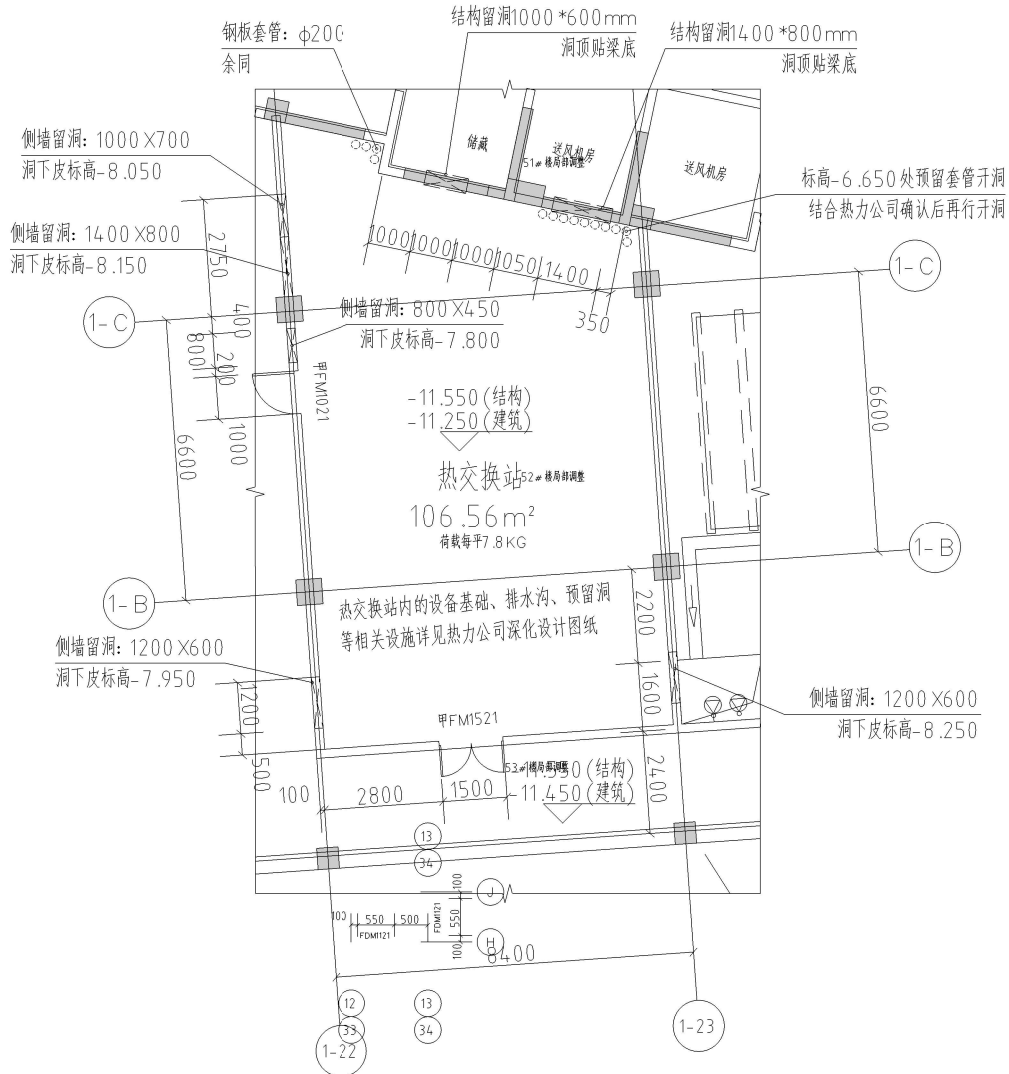 钢板套管：φ200
余同
结构留洞1000*600mm
洞顶贴梁底
结构留洞1400*800mm
洞顶贴梁底
侧墙留洞：1000X700
洞下皮标高-8.050
储藏
送风机房
51#楼局部调整
送风机房
标高-6.650处预留套管开洞
结合热力公司确认后再行开洞
侧墙留洞：1400X800
洞下皮标高-8.150
2750
1000
1000
1000
1050
1400
350
1-C
1-C
侧墙留洞：800X450
洞下皮标高-7.800
400
800
200
1000
甲FM1021
6600
6600
-11.550(结构)
-11.250(建筑)
热交换站
52#楼局部调整
106.56m²
荷载每平7.8KG
1-B
1-B
热交换站内的设备基础、排水沟、预留洞
等相关设施详见热力公司深化设计图纸
2200
侧墙留洞：1200X600
洞下皮标高-7.950
1200
1600
侧墙留洞：1200X600
洞下皮标高-8.250
甲FM1521
500
100
2800
1500
53#楼局部调整
(结构)
-11.450(建筑)
2400
13
34
100
J
100
550
500
FDM1121
FDM1121
550
H
100
8400
12
13
33
34
1-22
1-23